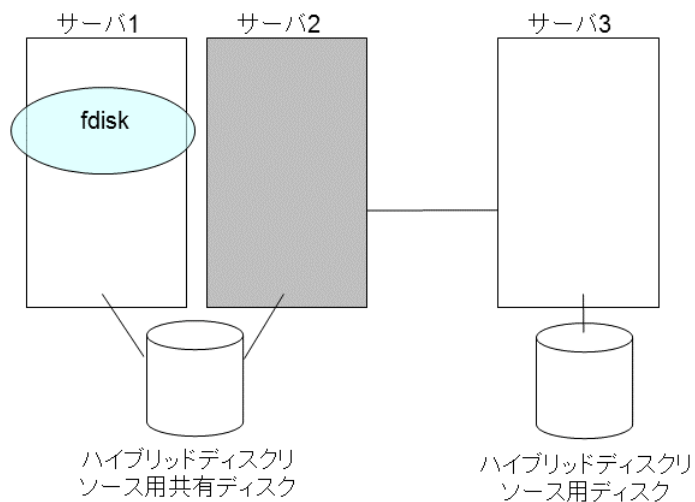 サーバ1
サーバ2
サーバ3
fdisk
ハイブリッドディスクリ
ソース用共有ディスク
ハイブリッドディスクリ
ソース用ディスク